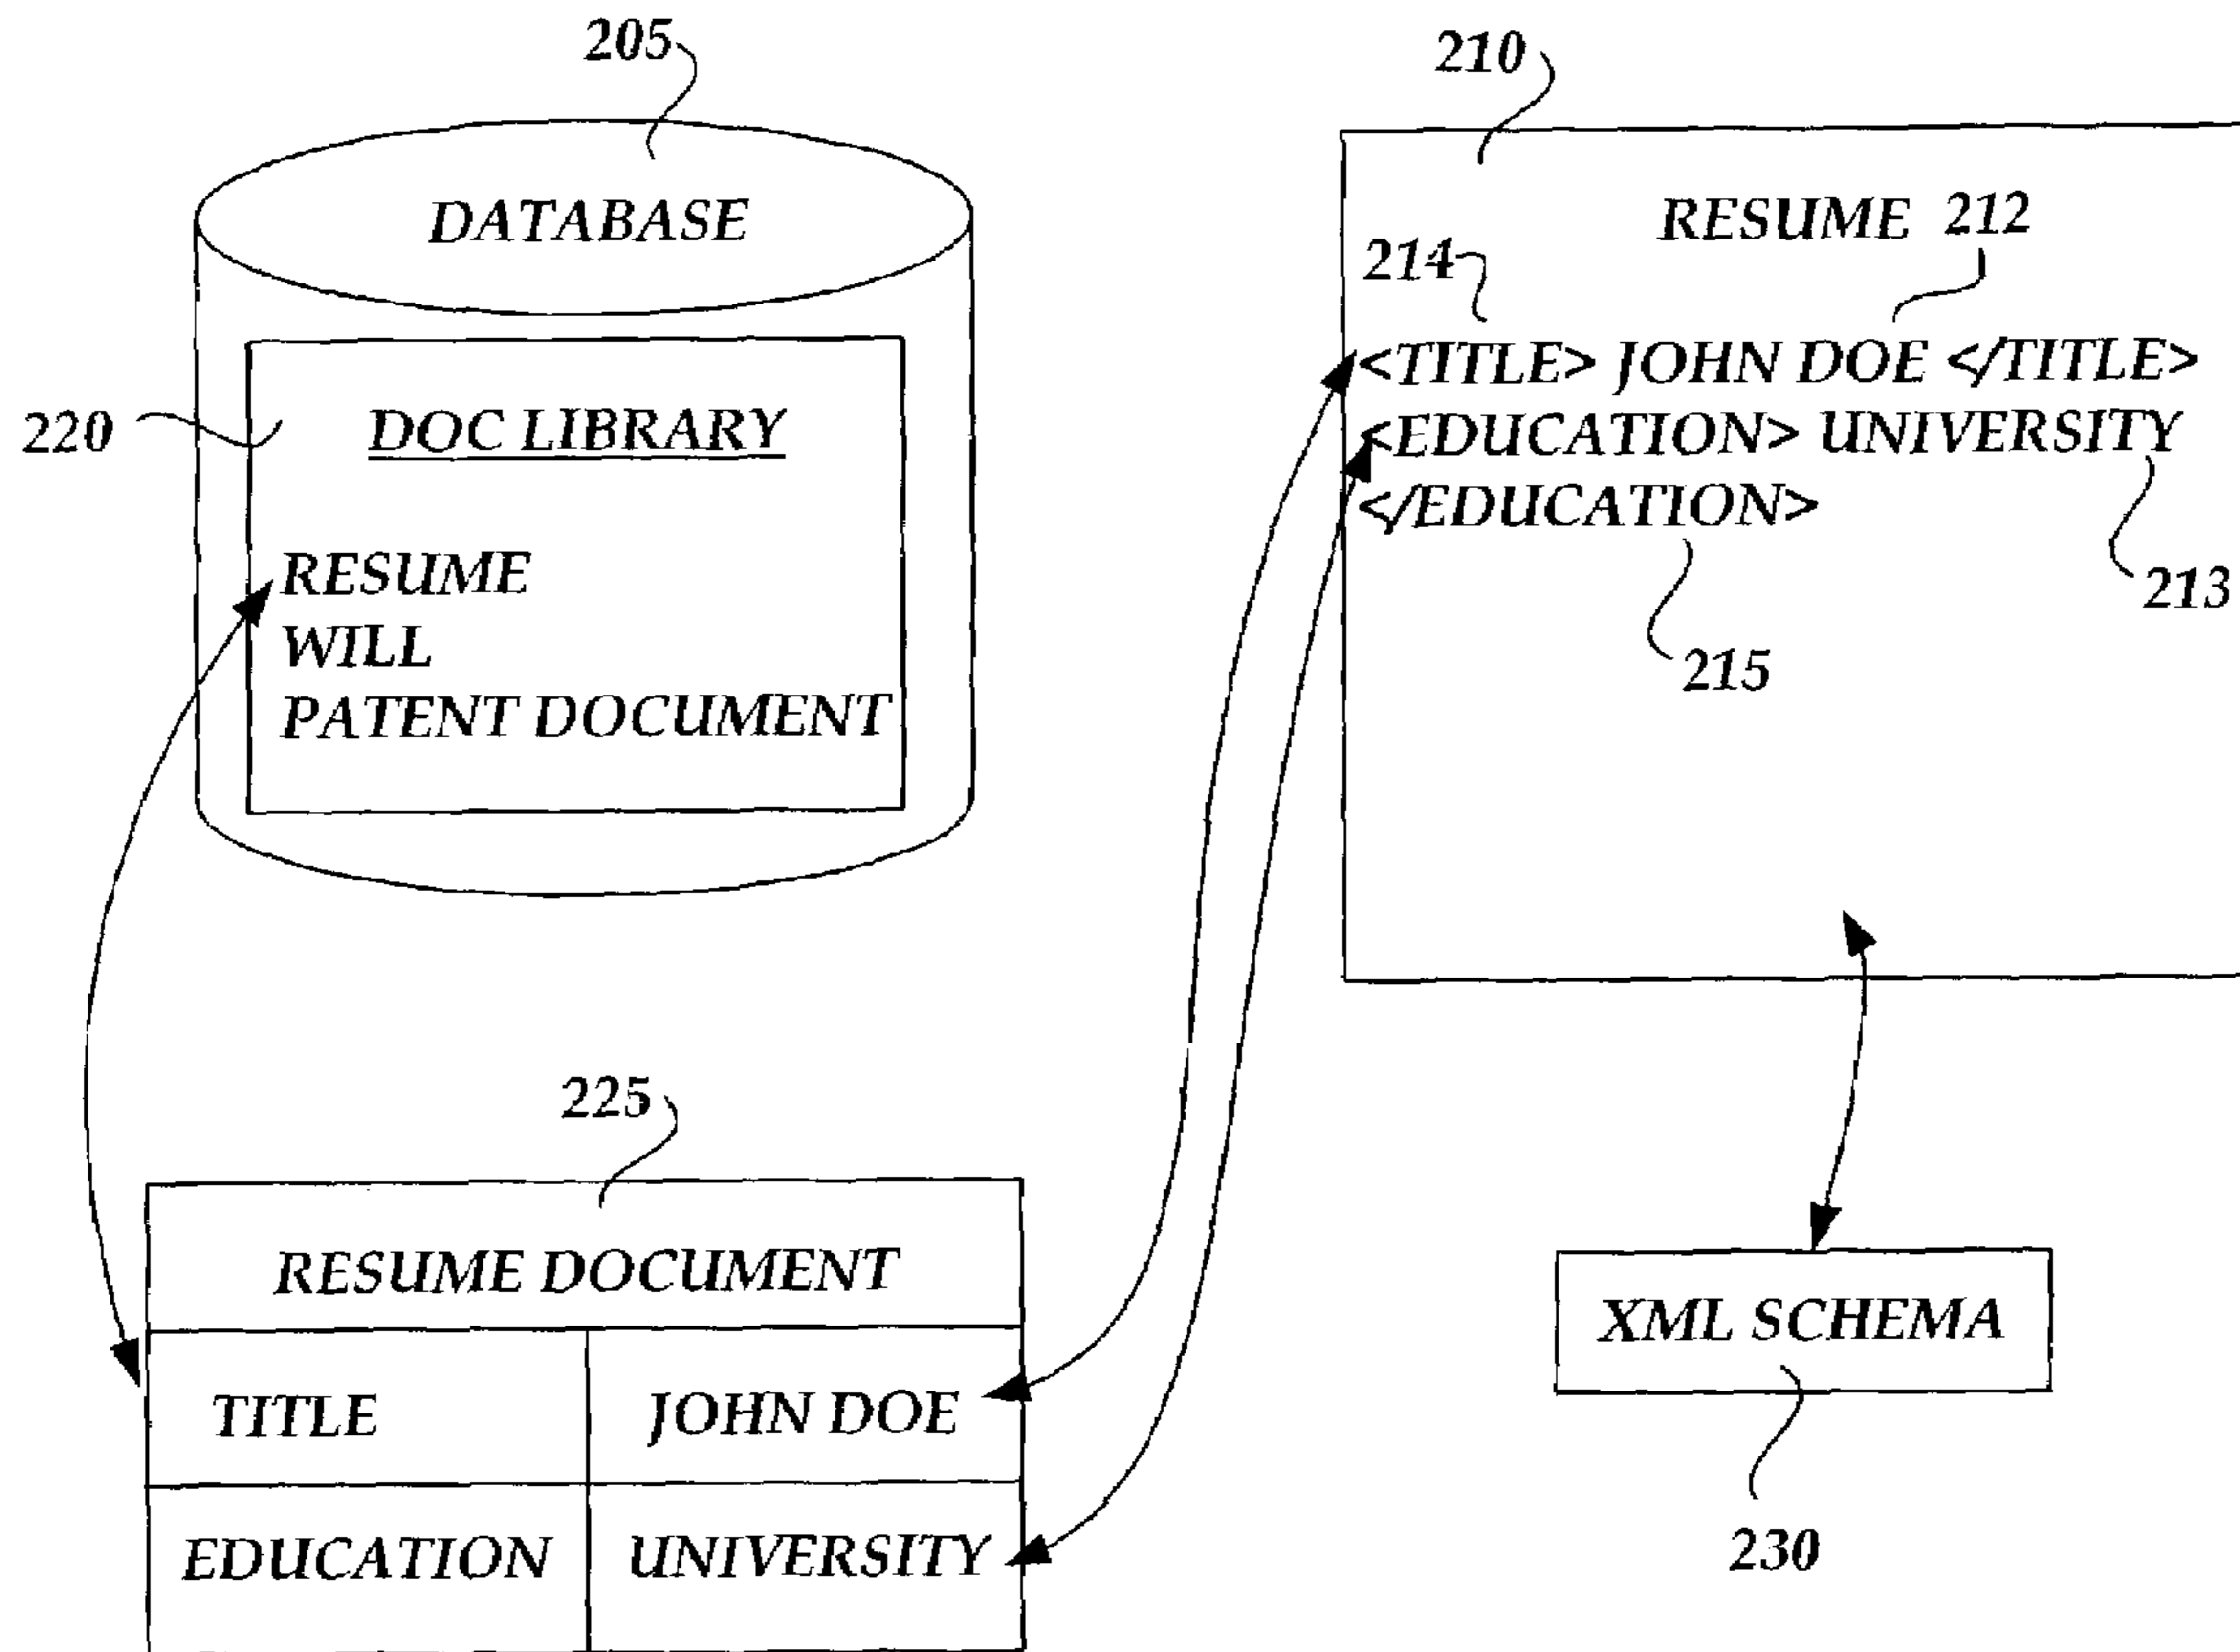 205
DATABASE
220
DOC LIBRARY
RESUME
WILL
PATENT DOCUMENT
210
RESUME 212
214
<TITLE> JOHN DOE </TITLE>
<EDUCATION> UNIVERSITY
</EDUCATION>
213
215
225
RESUME DOCUMENT
TITLE JOHN DOE
EDUCATION UNIVERSITY
XML SCHEMA
230